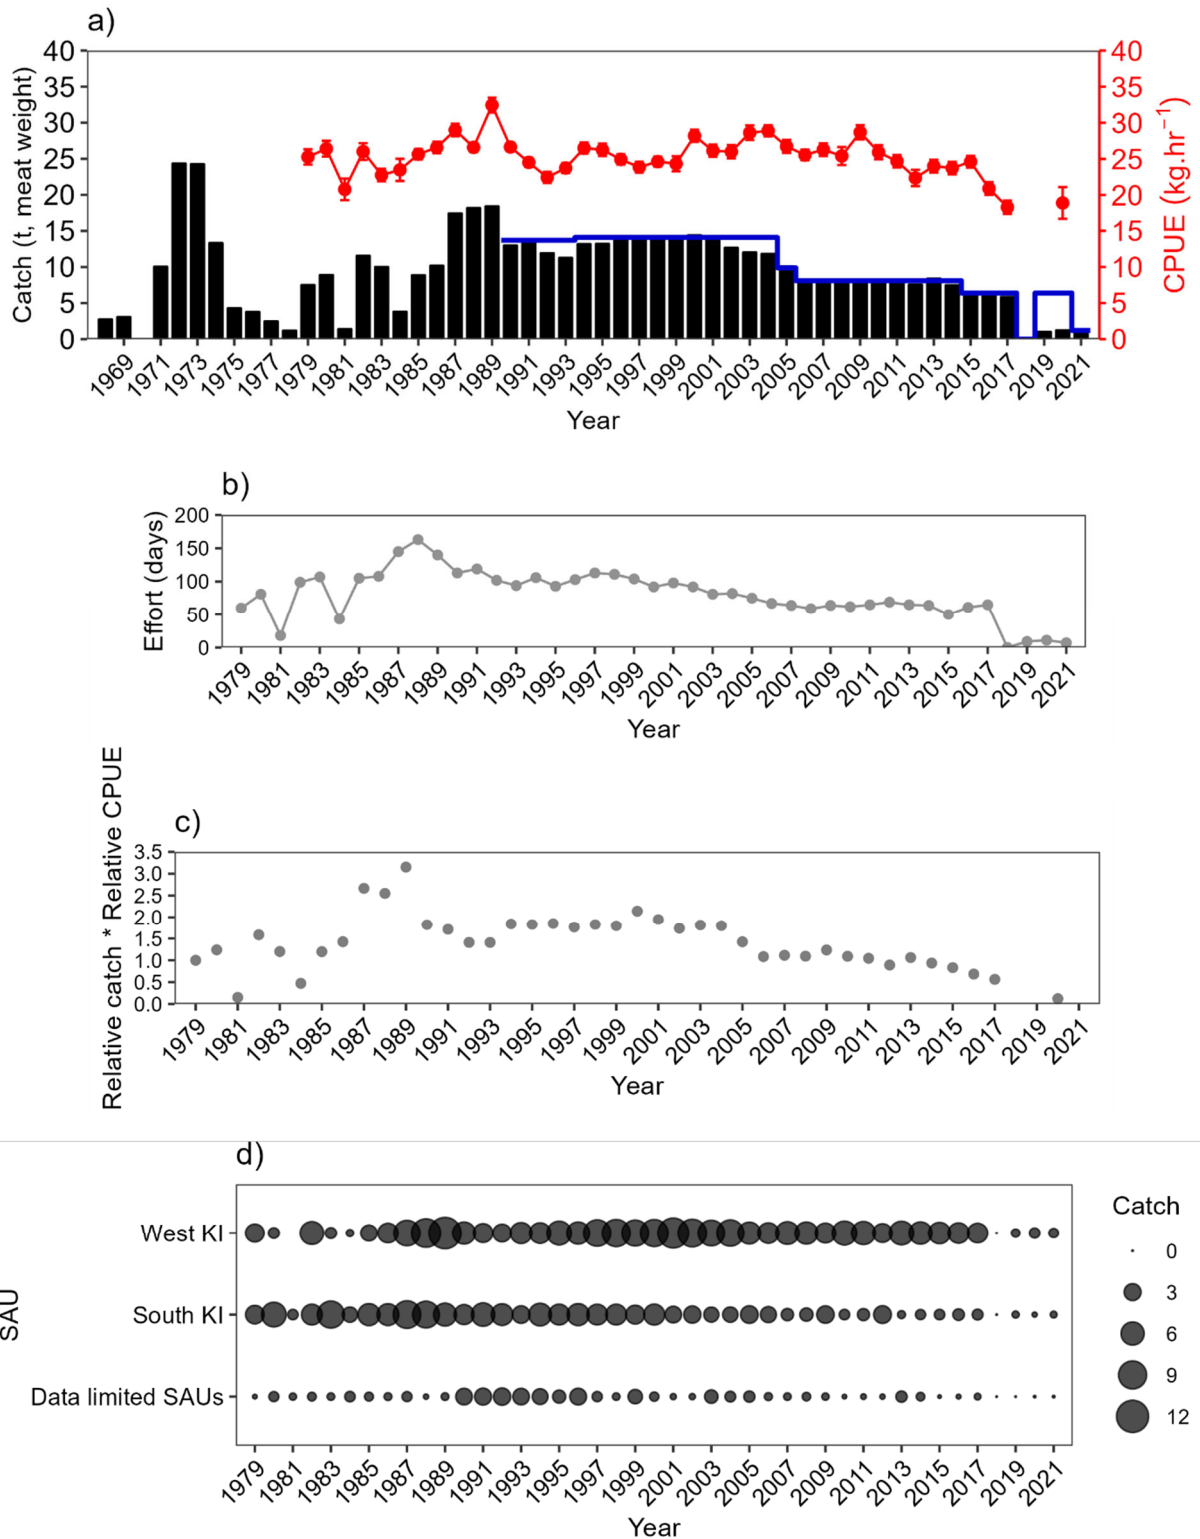 a)
Catch (t, meat weight)
40
35
30
25
20
15
10
5
0
40
35
30
25
20
15
10
5
0
CPUE (kg.hr⁻¹)
1969 1971 1973 1975 1977 1979 1981 1983 1985 1987 1989 1991 1993 1995 1997 1999 2001 2003 2005 2007 2009 2011 2013 2015 2017 2019 2021
Year
b)
Effort (days)
200
150
100
50
0
1979 1981 1983 1985 1987 1989 1991 1993 1995 1997 1999 2001 2003 2005 2007 2009 2011 2013 2015 2017 2019 2021
Year
c)
Relative catch * Relative CPUE
3.5
3.0
2.5
2.0
1.5
1.0
0.5
0.0
1979 1981 1983 1985 1987 1989 1991 1993 1995 1997 1999 2001 2003 2005 2007 2009 2011 2013 2015 2017 2019 2021
Year
d)
SAU
West KI
South KI
Data limited SAUs
1979 1981 1983 1985 1987 1989 1991 1993 1995 1997 1999 2001 2003 2005 2007 2009 2011 2013 2015 2017 2019 2021
Year
Catch
0
3
6
9
12